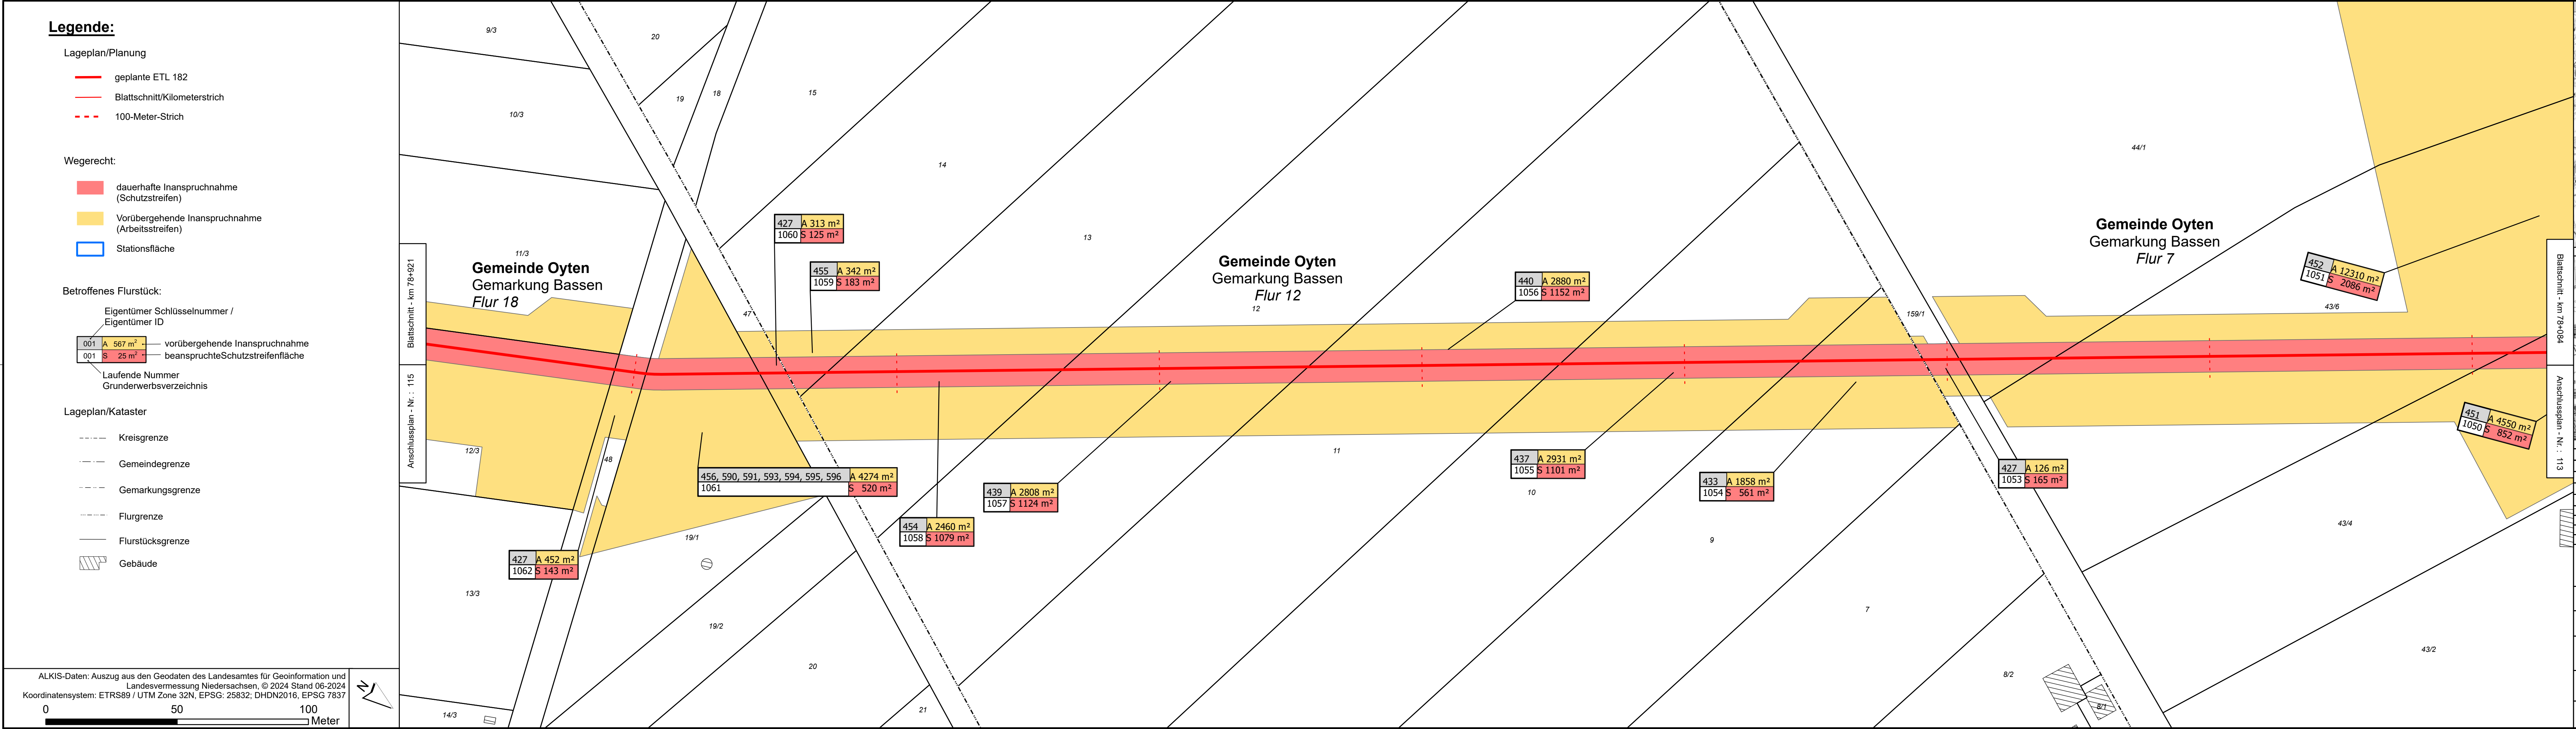 Legende:
Lageplan/Planung
geplante ETL 182
Blattschnitt/Kilometerstrich
100-Meter-Strich
Wegerecht:
dauerhafte Inanspruchnahme
(Schutzstreifen)
Vorübergehende Inanspruchnahme
(Arbeitsstreifen)
Stationsfläche
Betroffenes Flurstück:
Eigentümer Schlüsselnummer /
Eigentümer ID
001 A 567 m²
vorübergehende Inanspruchnahme
001 S 25 m²
beanspruchteSchutzstreifenfläche
Laufende Nummer
Grunderwerbsverzeichnis
Lageplan/Kataster
Kreisgrenze
Gemeindegrenze
Gemarkungsgrenze
Flurgrenze
Flurstücksgrenze
Gebäude
ALKIS-Daten: Auszug aus den Geodaten des Landesamtes für Geoinformation und
Landesvermessung Niedersachsen, © 2024 Stand 06-2024
Koordinatensystem: ETRS89 / UTM Zone 32N, EPSG: 25832; DHDN2016, EPSG 7837
0 50 100
Meter
N
Blattschnitt - km 78+921
Anschlussplan - Nr. : 115
9/3
10/3
11/3
Gemeinde Oyten
Gemarkung Bassen
Flur 18
12/3
13/3
14/3
20
19
18
15
14
13
47
48
427 A 313 m²
1060 S 125 m²
455 A 342 m²
1059 S 183 m²
456, 590, 591, 593, 594, 595, 596 A 4274 m²
1061 S 520 m²
427 A 452 m²
1062 S 143 m²
19/1
19/2
20
21
454 A 2460 m²
1058 S 1079 m²
439 A 2808 m²
1057 S 1124 m²
Gemeinde Oyten
Gemarkung Bassen
Flur 12
12
11
440 A 2880 m²
1056 S 1152 m²
437 A 2931 m²
1055 S 1101 m²
10
433 A 1858 m²
1054 S 561 m²
9
7
159/1
427 A 126 m²
1053 S 165 m²
8/2
8/1
44/1
Gemeinde Oyten
Gemarkung Bassen
Flur 7
452 A 12310 m²
1051 S 2086 m²
43/6
451 A 4550 m²
1050 S 852 m²
43/4
43/2
Blattschnitt - km 78+084
Anschlussplan - Nr. : 113